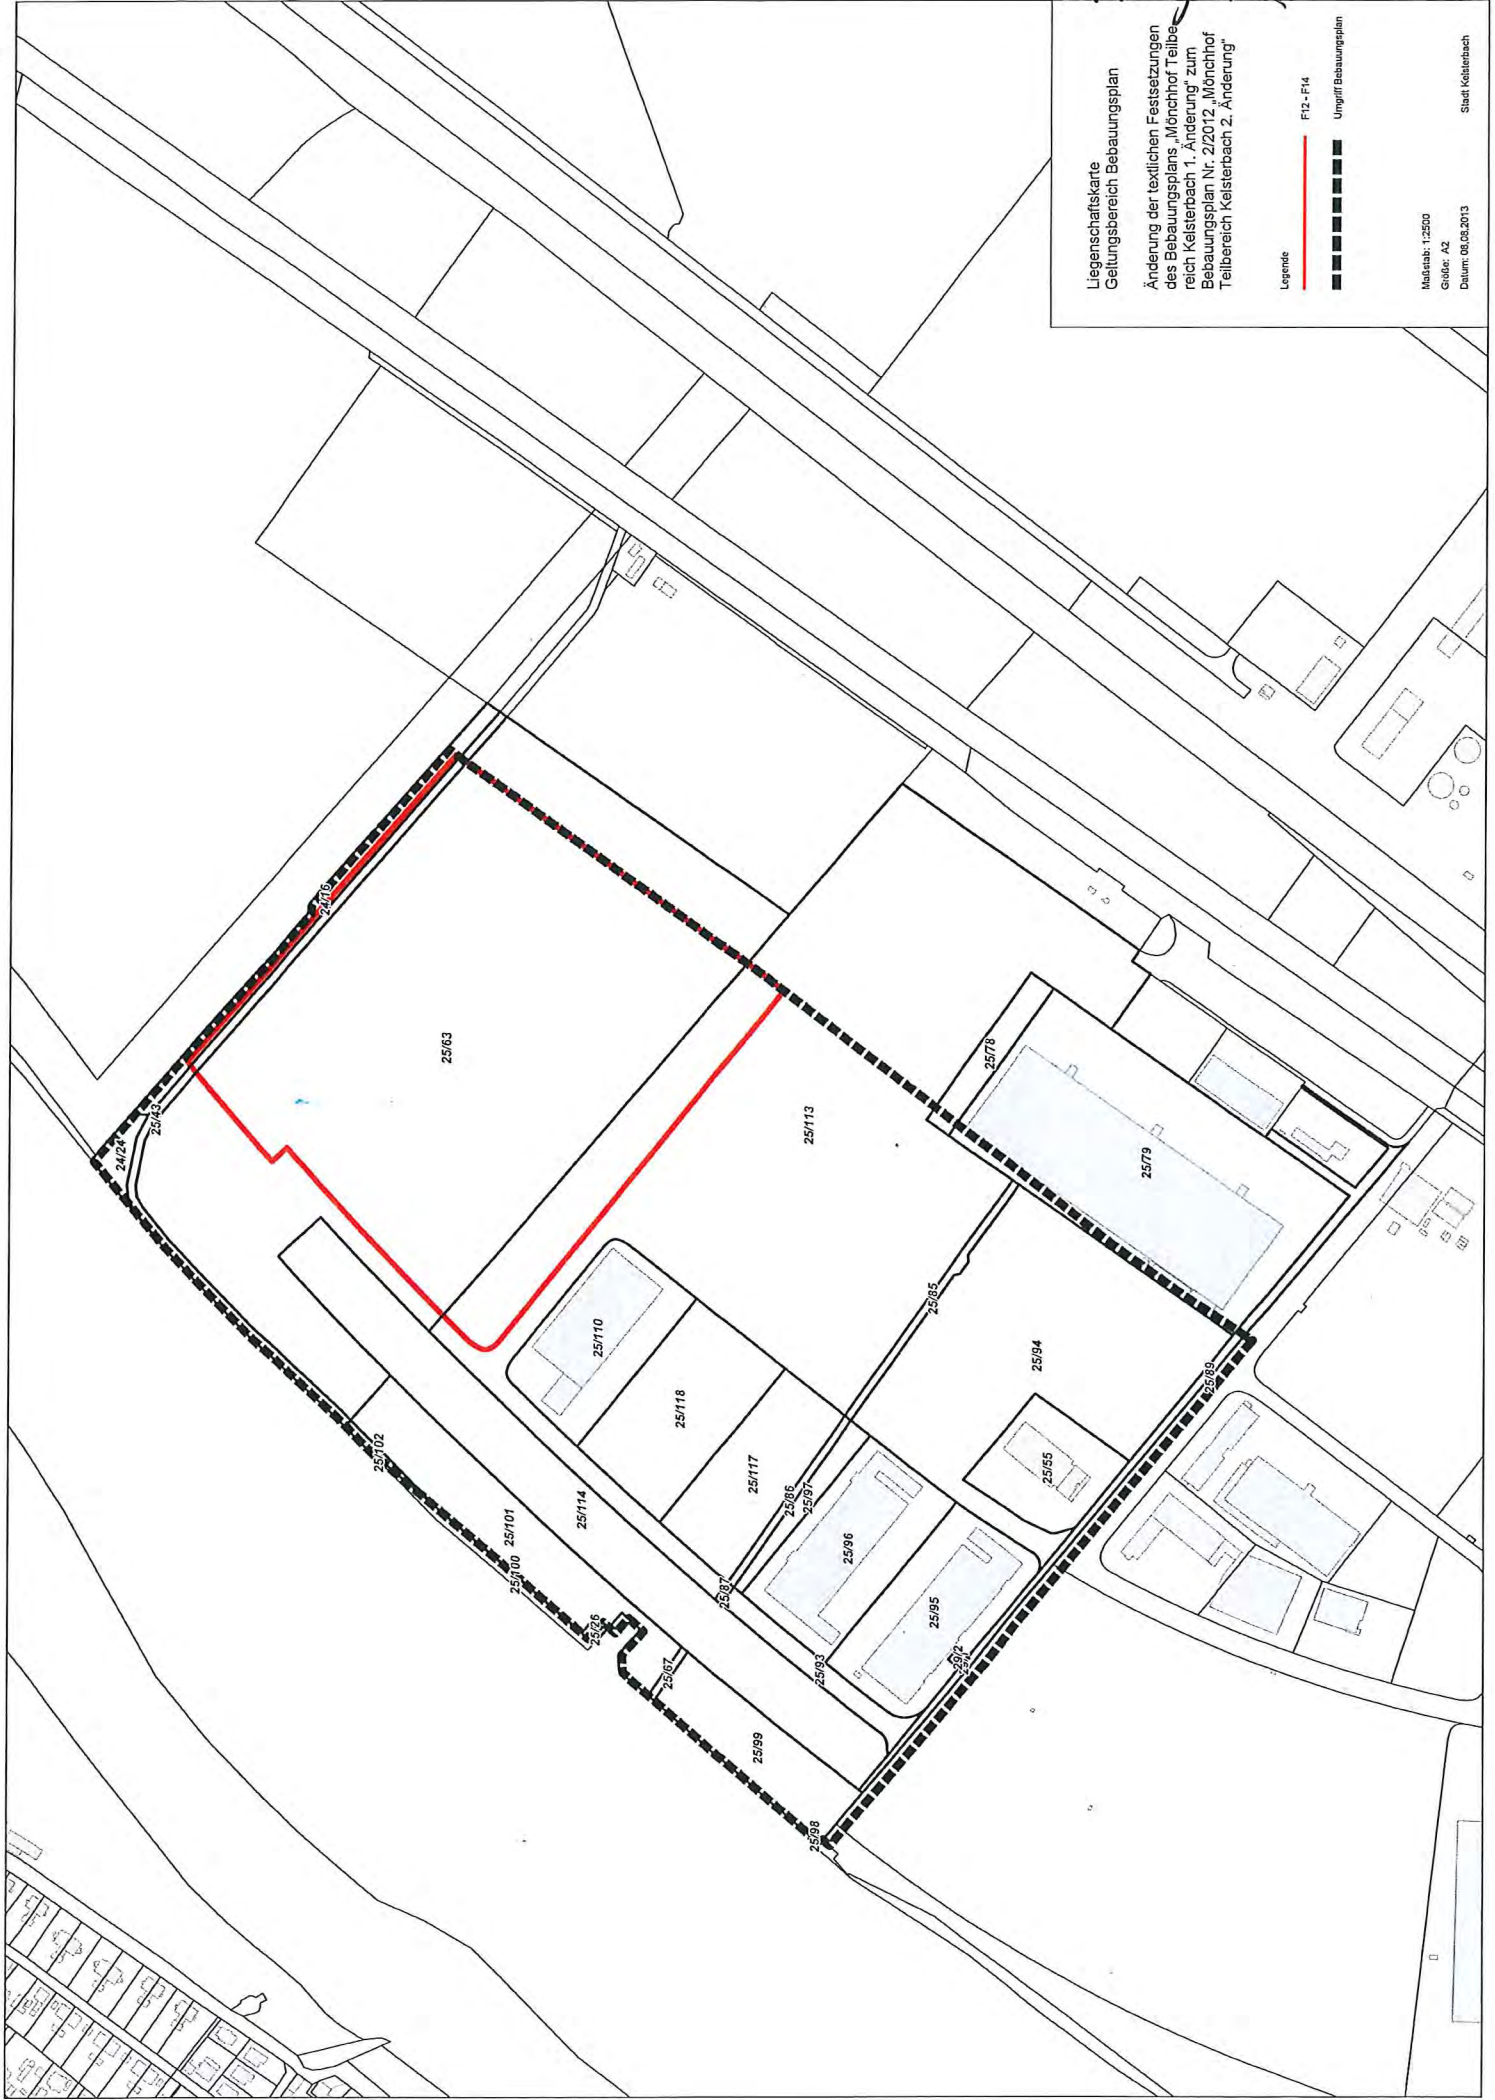 Liegenschaftskarte
Geltungsbereich Bebauungsplan
Änderung der textlichen Festsetzungen
des Bebauungsplans „Mönchhof Teilbe-
reich Kelsterbach 1. Änderung" zum
Bebauungsplan Nr. 2/2012 „Mönchhof
Teilbereich Kelsterbach 2. Änderung"
Legende
F12 - F14
Umgriff Bebauungsplan
Maßstab: 1:2500
Größe: A2
Datum: 08.08.2013
Stadt Kelsterbach
24/16
24/24
25/43
25/63
25/78
25/113
25/79
25/110
25/85
25/118
25/94
25/89
25/102
25/117
25/55
25/101
25/114
25/86
25/97
25/96
25/100
25/87
25/95
25/26
25/67
25/93
29/2
25/99
25/98